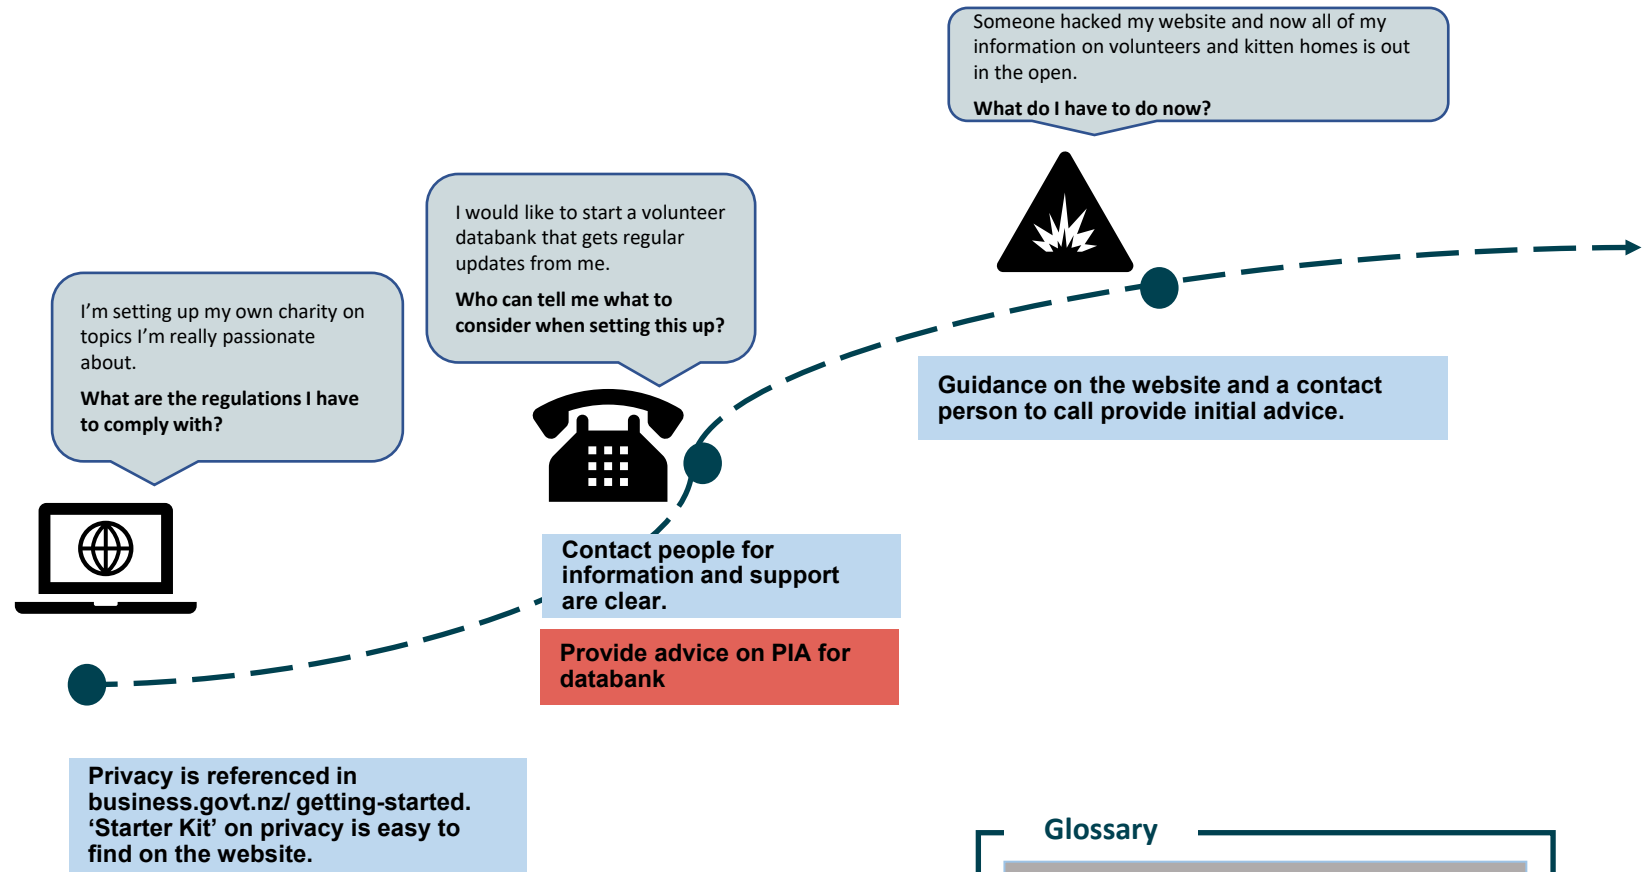 Someone hacked my website and now all of my
information on volunteers and kitten homes is out
in the open.
What do I have to do now?
I would like to start a volunteer
databank that gets regular
updates from me.
Who can tell me what to
consider when setting this up?
I'm setting up my own charity on
topics I'm really passionate
about.
What are the regulations I have
to comply with?
Guidance on the website and a contact
person to call provide initial advice.
Contact people for
information and support
are clear.
Provide advice on PIA for
databank
Privacy is referenced in
business.govt.nz/ getting-started.
‘Starter Kit’ on privacy is easy to
find on the website.
Glossary